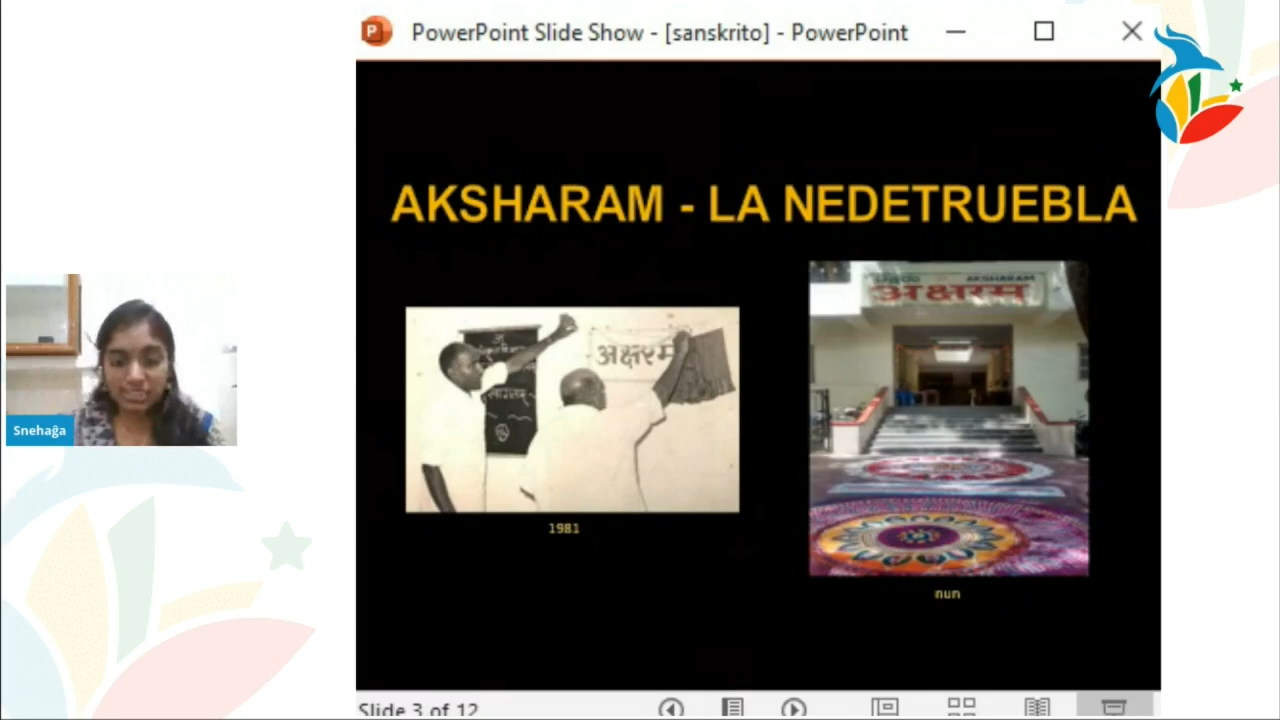 PowerPoint Slide Show - [sanskrito] - PowerPoint
AKSHARAM - LA NEDETRUEBLA
AKSHARAM
अक्षरम्
अक्षरम्
1981
nun
Snehaĝa
Slide 3 of 12